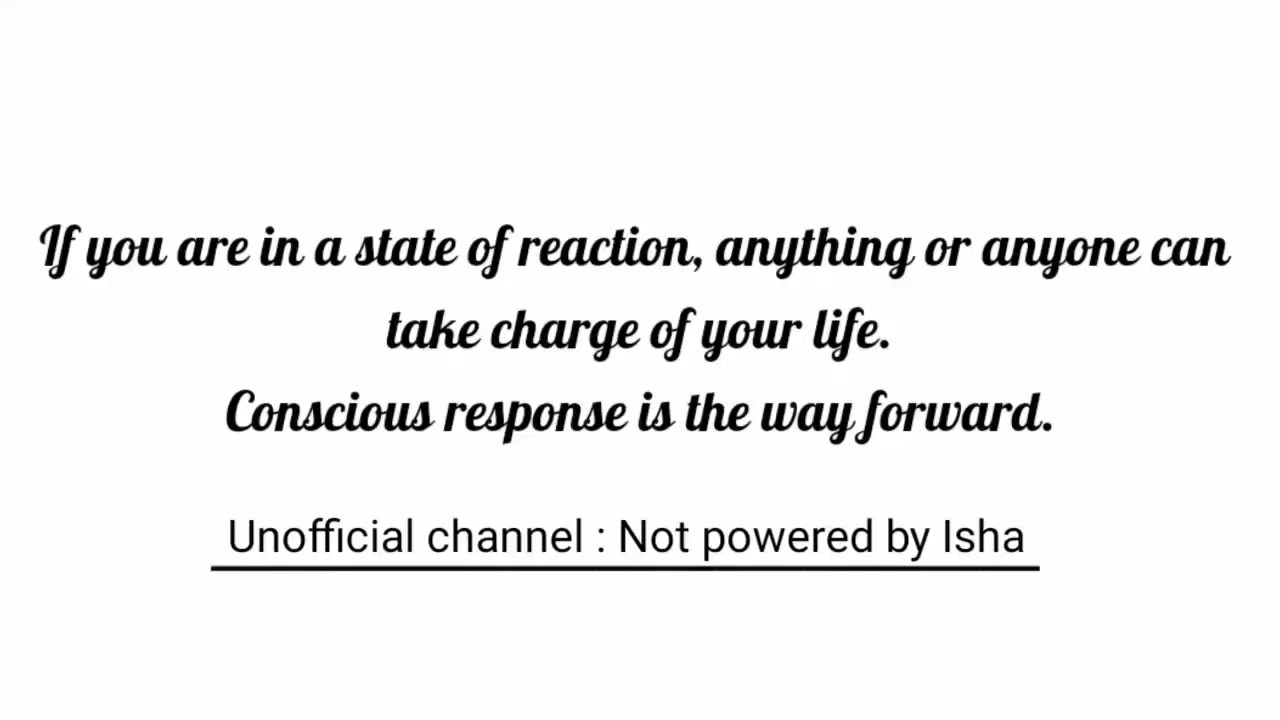 If you are in a state of reaction, anything or anyone can
take charge of your life.
Conscious response is the way forward.
Unofficial channel : Not powered by Isha